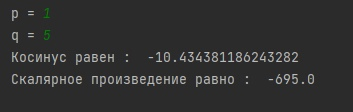 p = 1
q = 5
Косинус равен :  -10.434381186243282
Скалярное произведение равно :  -695.0